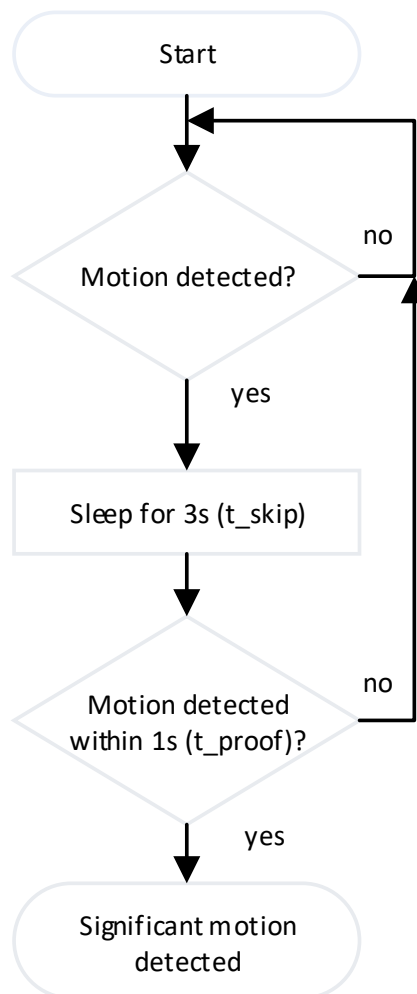 Start
no
Motion detected?
yes
Sleep for 3s (t_skip)
no
Motion detected
within 1s (t_proof)?
yes
Significant motion
detected